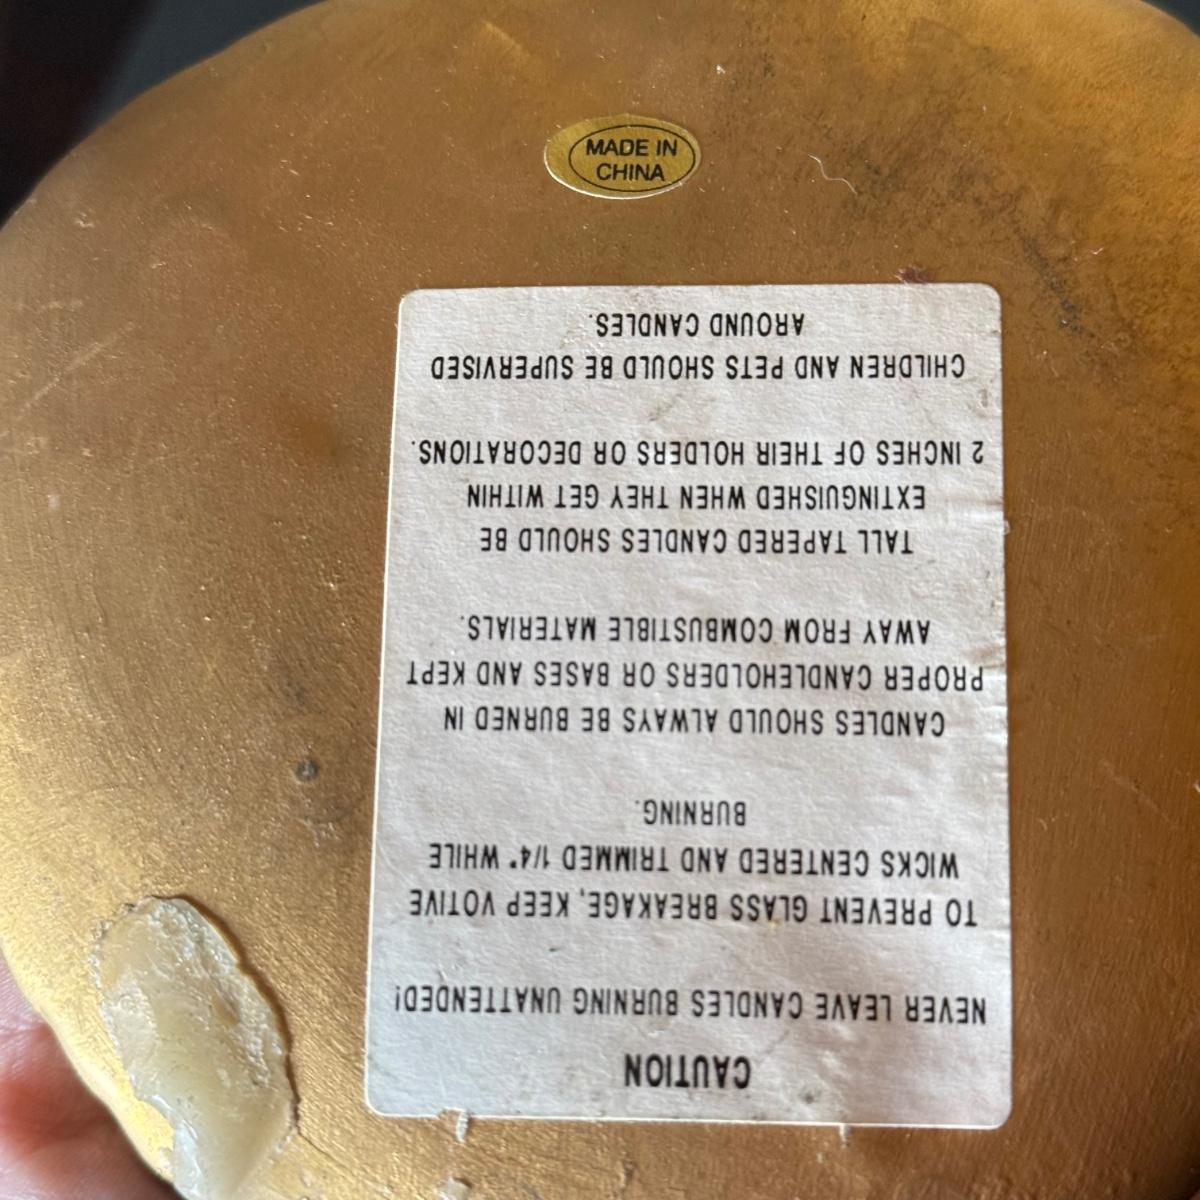 MADE IN
CHINA
CAUTION
NEVER LEAVE CANDLES BURNING UNATTENDED!
TO PREVENT GLASS BREAKAGE, KEEP VOTIVE
WICKS CENTERED AND TRIMMED 1/4" WHILE
BURNING.
CANDLES SHOULD ALWAYS BE BURNED IN
PROPER CANDLEHOLDERS OR BASES AND KEPT
AWAY FROM COMBUSTIBLE MATERIALS.
TALL TAPERED CANDLES SHOULD BE
EXTINGUISHED WHEN THEY GET WITHIN
2 INCHES OF THEIR HOLDERS OR DECORATIONS.
CHILDREN AND PETS SHOULD BE SUPERVISED
AROUND CANDLES.